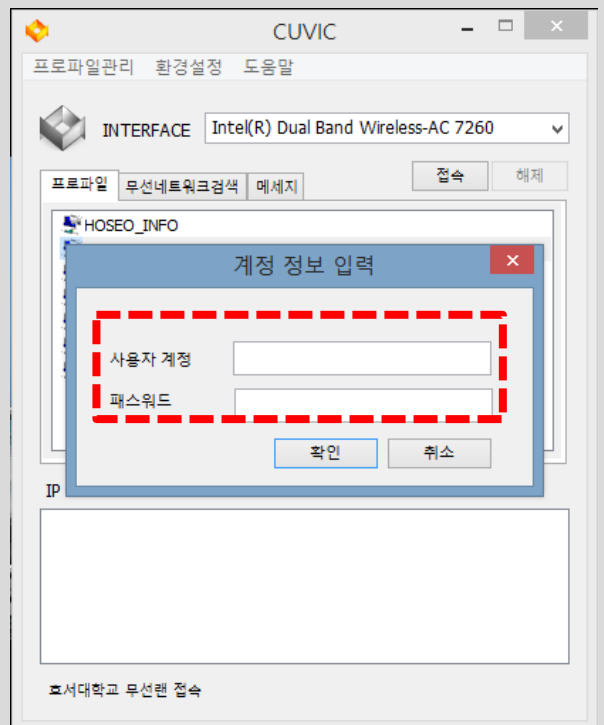 CUVIC
프로파일관리 환경설정 도움말
INTERFACE Intel(R) Dual Band Wireless-AC 7260
접속 해제
프로파일 무선네트워크검색 메세지
HOSEO_INFO
계정 정보 입력
사용자 계정
패스워드
확인 취소
IP
호서대학교 무선랜 접속